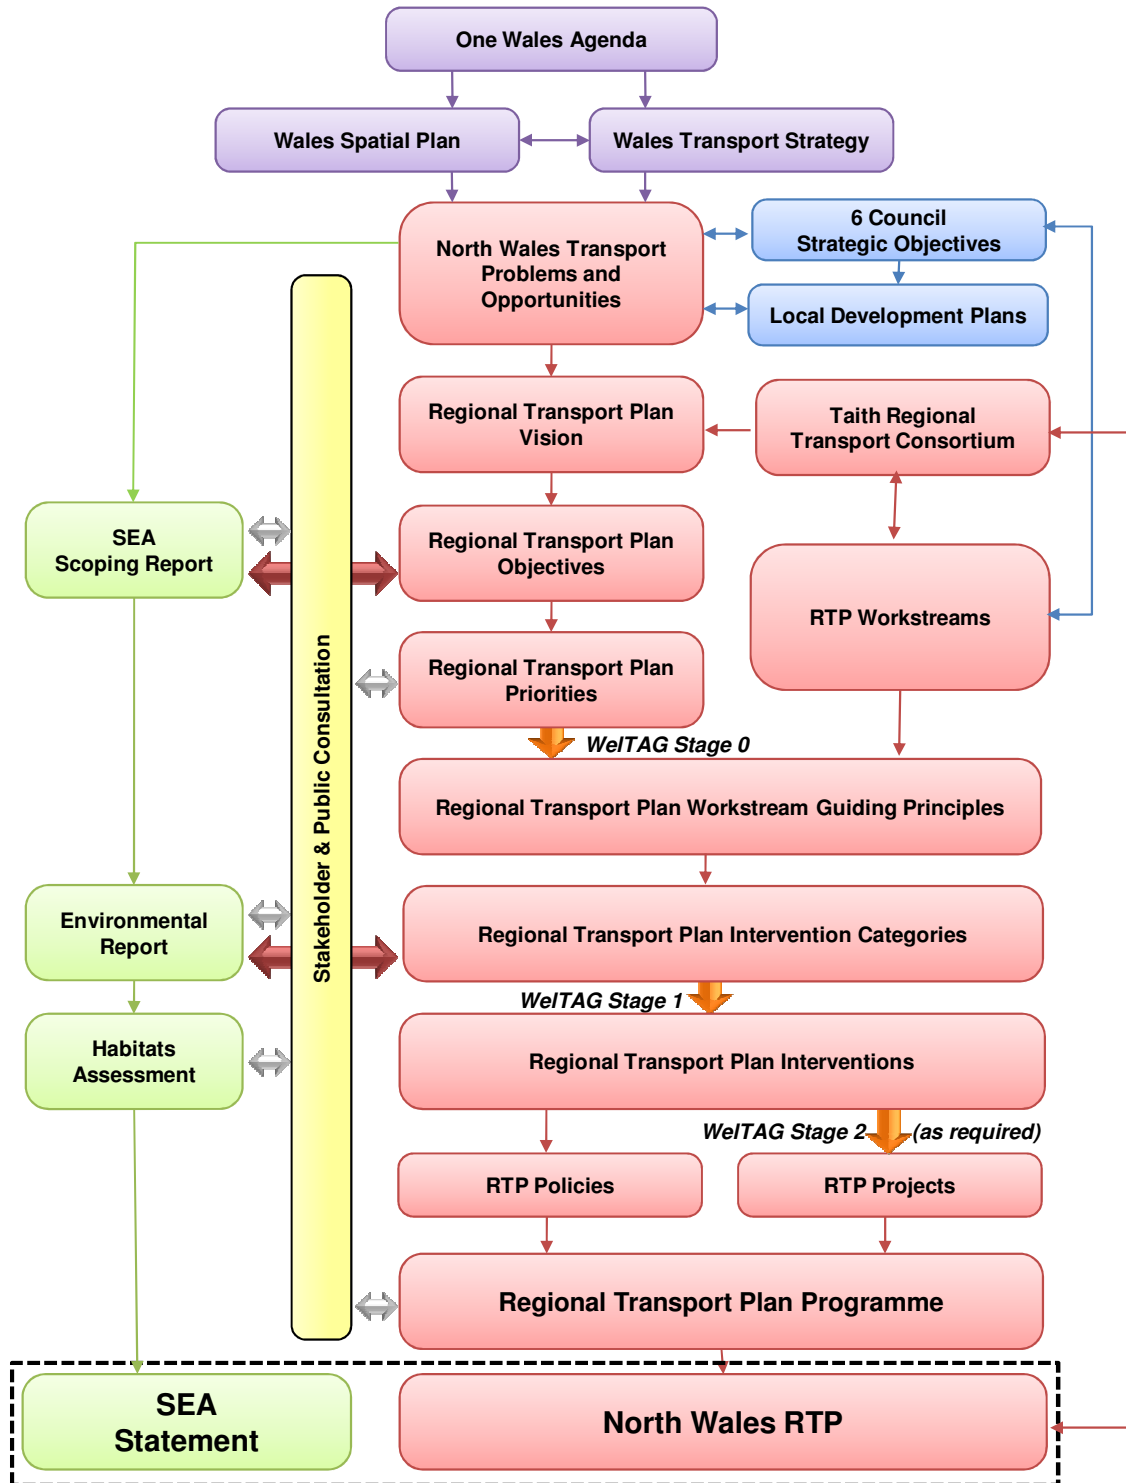 One Wales Agenda
Wales Spatial Plan
Wales Transport Strategy
North Wales Transport
Problems and
Opportunities
6 Council
Strategic Objectives
Local Development Plans
Regional Transport Plan
Vision
Taith Regional
Transport Consortium
SEA
Scoping Report
Regional Transport Plan
Objectives
RTP Workstreams
Regional Transport Plan
Priorities
Stakeholder & Public Consultation
WelTAG Stage 0
Regional Transport Plan Workstream Guiding Principles
Environmental
Report
Regional Transport Plan Intervention Categories
WelTAG Stage 1
Habitats
Assessment
Regional Transport Plan Interventions
WelTAG Stage 2 (as required)
RTP Policies
RTP Projects
Regional Transport Plan Programme
SEA
Statement
North Wales RTP